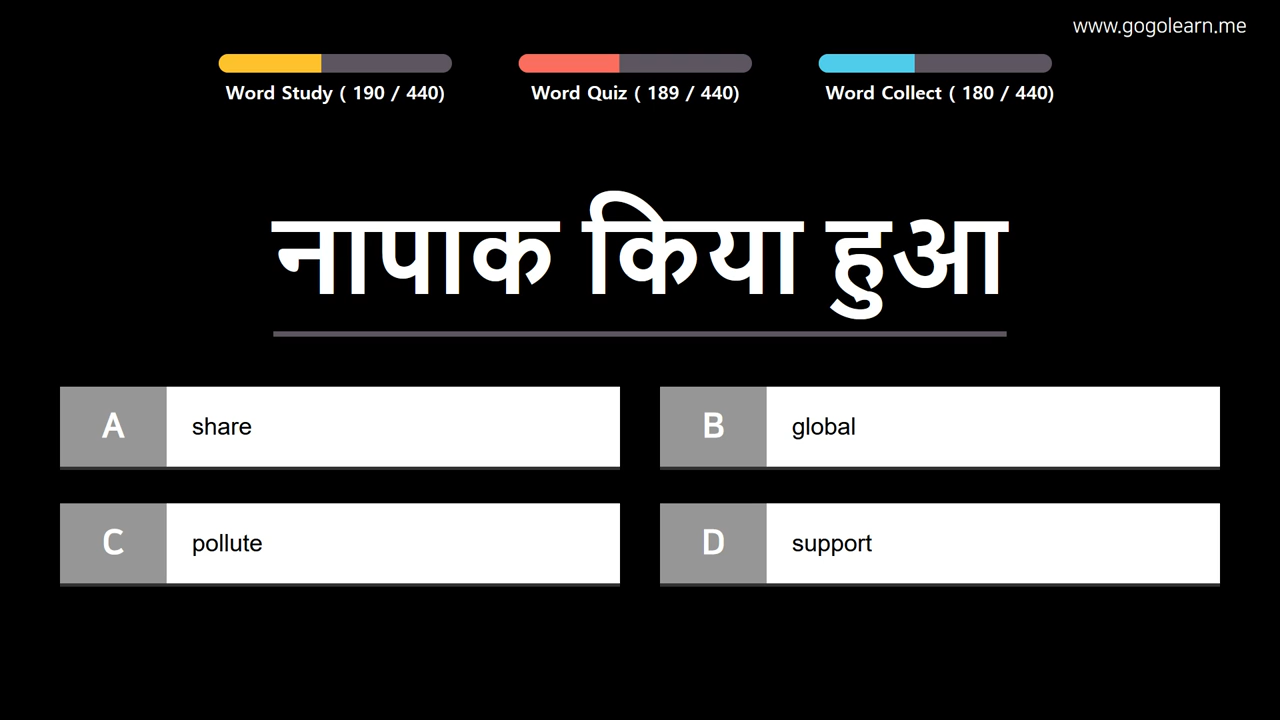 www.gogolearn.me
Word Study ( 190 / 440)
Word Quiz ( 189 / 440)
Word Collect ( 180 / 440)
नापाक किया हुआ
A share
B global
C pollute
D support